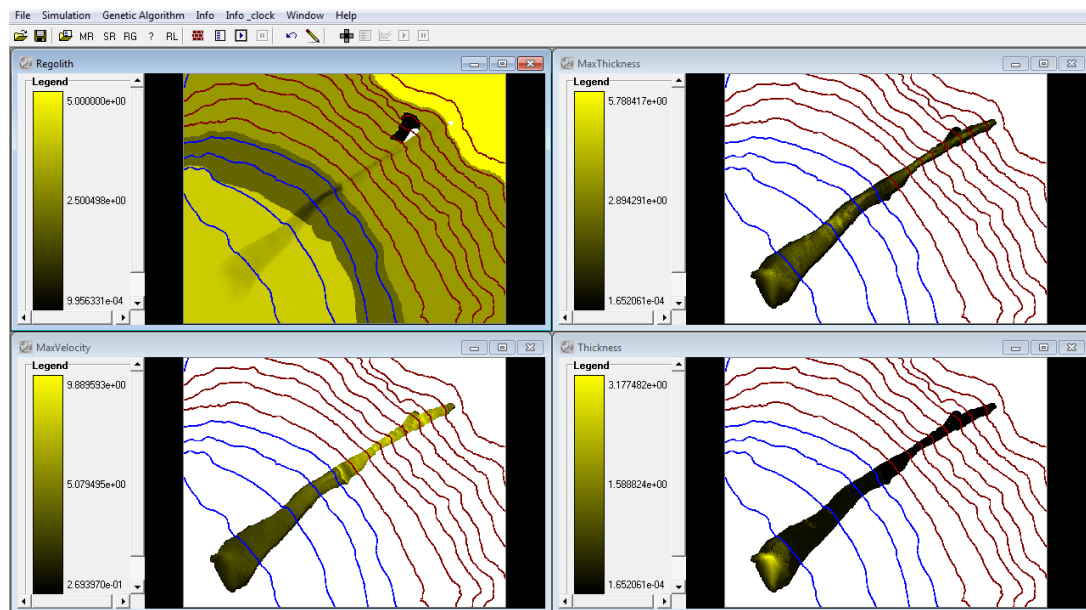 File Simulation Genetic Algorithm Info Info _clock Window Help
MR SR RG ? RL
Regolith
Legend
5.000000e+00
2.500498e+00
9.956331e-04
MaxThickness
Legend
5.788417e+00
2.894291e+00
1.652061e-04
MaxVelocity
Legend
9.889593e+00
5.079495e+00
2.693970e-01
Thickness
Legend
3.177482e+00
1.588824e+00
1.652061e-04